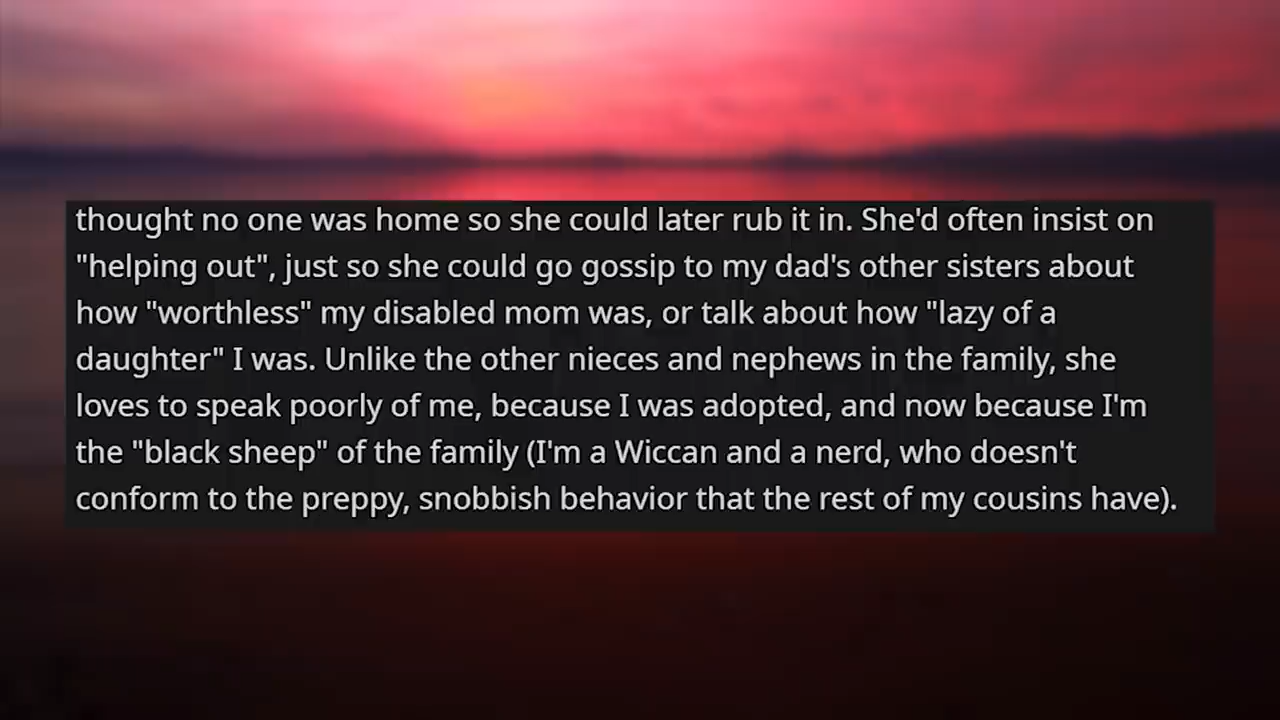 thought no one was home so she could later rub it in. She'd often insist on
"helping out", just so she could go gossip to my dad's other sisters about
how "worthless" my disabled mom was, or talk about how "lazy of a
daughter" I was. Unlike the other nieces and nephews in the family, she
loves to speak poorly of me, because I was adopted, and now because I'm
the "black sheep" of the family (I'm a Wiccan and a nerd, who doesn't
conform to the preppy, snobbish behavior that the rest of my cousins have).